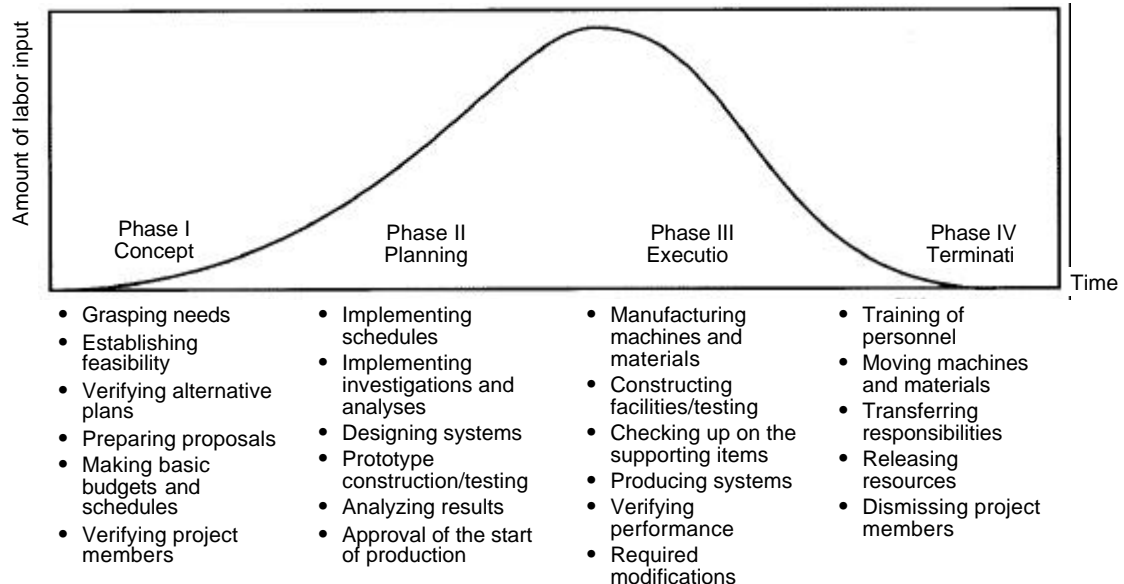 Amount of labor input
Phase I
Concept
Phase II
Planning
Phase III
Executio
Phase IV
Terminati
Time
• Grasping needs
• Establishing
feasibility
• Verifying alternative
plans
• Preparing proposals
• Making basic
budgets and
schedules
• Verifying project
members
• Implementing
schedules
• Implementing
investigations and
analyses
• Designing systems
• Prototype
construction/testing
• Analyzing results
• Approval of the start
of production
• Manufacturing
machines and
materials
• Constructing
facilities/testing
• Checking up on the
supporting items
• Producing systems
• Verifying
performance
• Required
modifications
• Training of
personnel
• Moving machines
and materials
• Transferring
responsibilities
• Releasing
resources
• Dismissing project
members